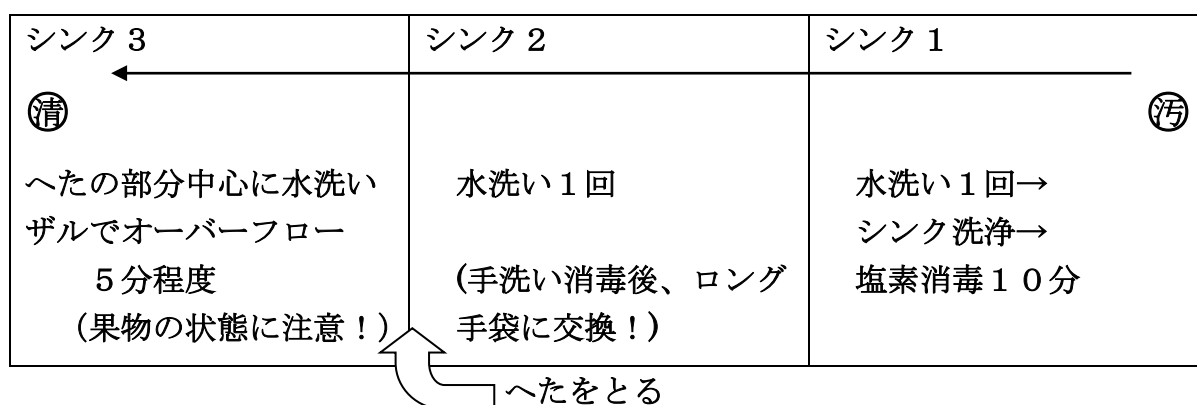 シンク３
シンク２
シンク１
㊟清
汚
へたの部分中心に水洗い
ザルでオーバーフロー
５分程度
（果物の状態に注意！）
水洗い１回
(手洗い消毒後、ロング
手袋に交換！)
水洗い１回→
シンク洗浄→
塩素消毒１０分
へたをとる